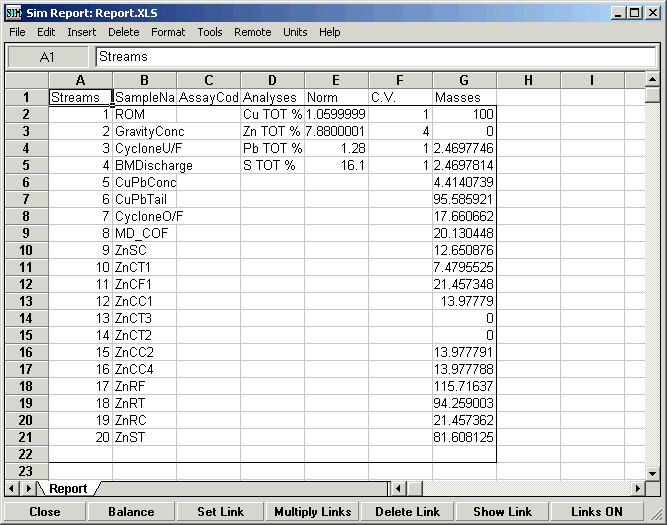 Sim Report: Report.XLS
File Edit Insert Delete Format Tools Remote Units Help
A1 Streams
A B C D E F G H I
1 Streams SampleNa AssayCod Analyses Norm C.V. Masses
2 1 ROM Cu TOT % 1.0599999 1 100
3 2 GravityConc Zn TOT % 7.8800001 4 0
4 3 CycloneU/F Pb TOT % 1.28 1 2.4697746
5 4 BMDischarge S TOT % 16.1 1 2.4697814
6 5 CuPbConc 4.4140739
7 6 CuPbTail 95.585921
8 7 CycloneO/F 17.660662
9 8 MD_COF 20.130448
10 9 ZnSC 12.650876
11 10 ZnCT1 7.4795525
12 11 ZnCF1 21.457348
13 12 ZnCC1 13.97779
14 13 ZnCT3 0
15 14 ZnCT2 0
16 15 ZnCC2 13.977791
17 16 ZnCC4 13.977788
18 17 ZnRF 115.71637
19 18 ZnRT 94.259003
20 19 ZnRC 21.457362
21 20 ZnST 81.608125
22
23
Report
Close Balance Set Link Multiply Links Delete Link Show Link Links ON